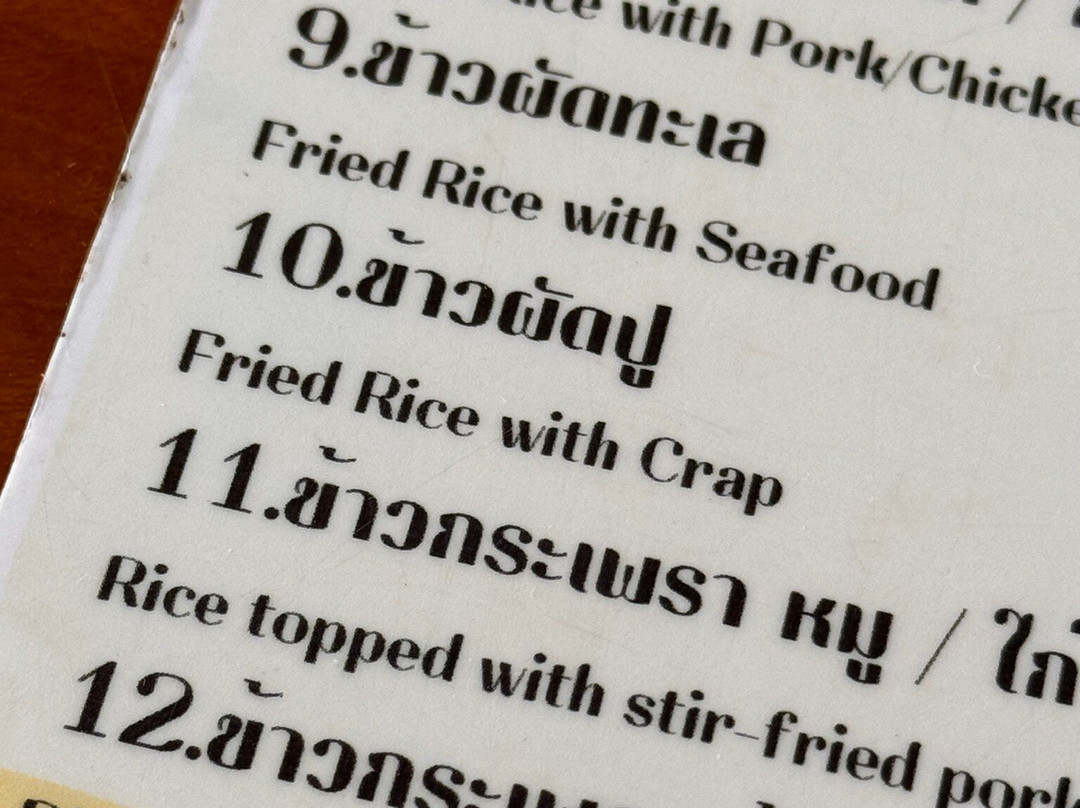 with Pork/Chicke
9.ข้าวผัดทะเล
Fried Rice with Seafood
10.ข้าวผัดปู
Fried Rice with Crap
11.ข้าวกระเพรา หมู /
Rice topped with stir-fried pork
12.ข้าวกระ